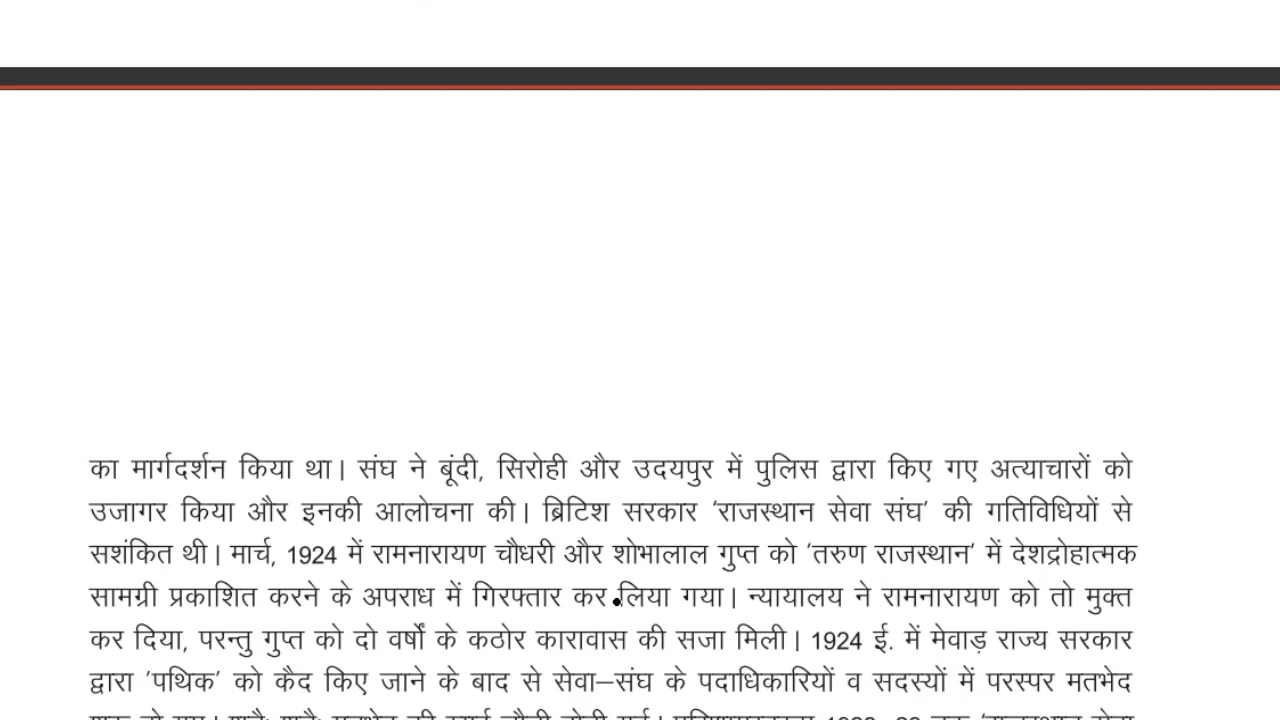 का मार्गदर्शन किया था। संघ ने बूंदी, सिरोही और उदयपुर में पुलिस द्वारा किए गए अत्याचारों को
उजागर किया और इनकी आलोचना की। ब्रिटिश सरकार 'राजस्थान सेवा संघ' की गतिविधियों से
सशंकित थी। मार्च, 1924 में रामनारायण चौधरी और शोभालाल गुप्त को 'तरुण राजस्थान' में देशद्रोहात्मक
सामग्री प्रकाशित करने के अपराध में गिरफ्तार कर लिया गया। न्यायालय ने रामनारायण को तो मुक्त
कर दिया, परन्तु गुप्त को दो वर्षों के कठोर कारावास की सजा मिली। 1924 ई. में मेवाड़ राज्य सरकार
द्वारा 'पथिक' को कैद किए जाने के बाद से सेवा–संघ के पदाधिकारियों व सदस्यों में परस्पर मतभेद